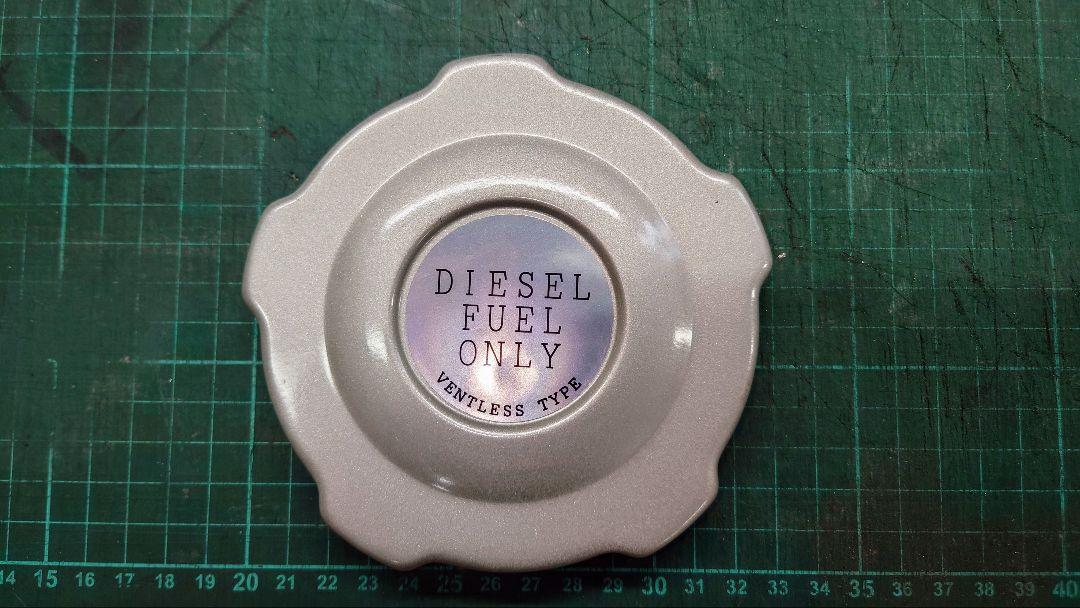 DIESEL
FUEL
ONLY
VENTLESS TYPE
14 15 16 17 18 19 20 21 22 23 24 25 26 27 28 29 30 31 32 33 34 35 36 37 38 39 40